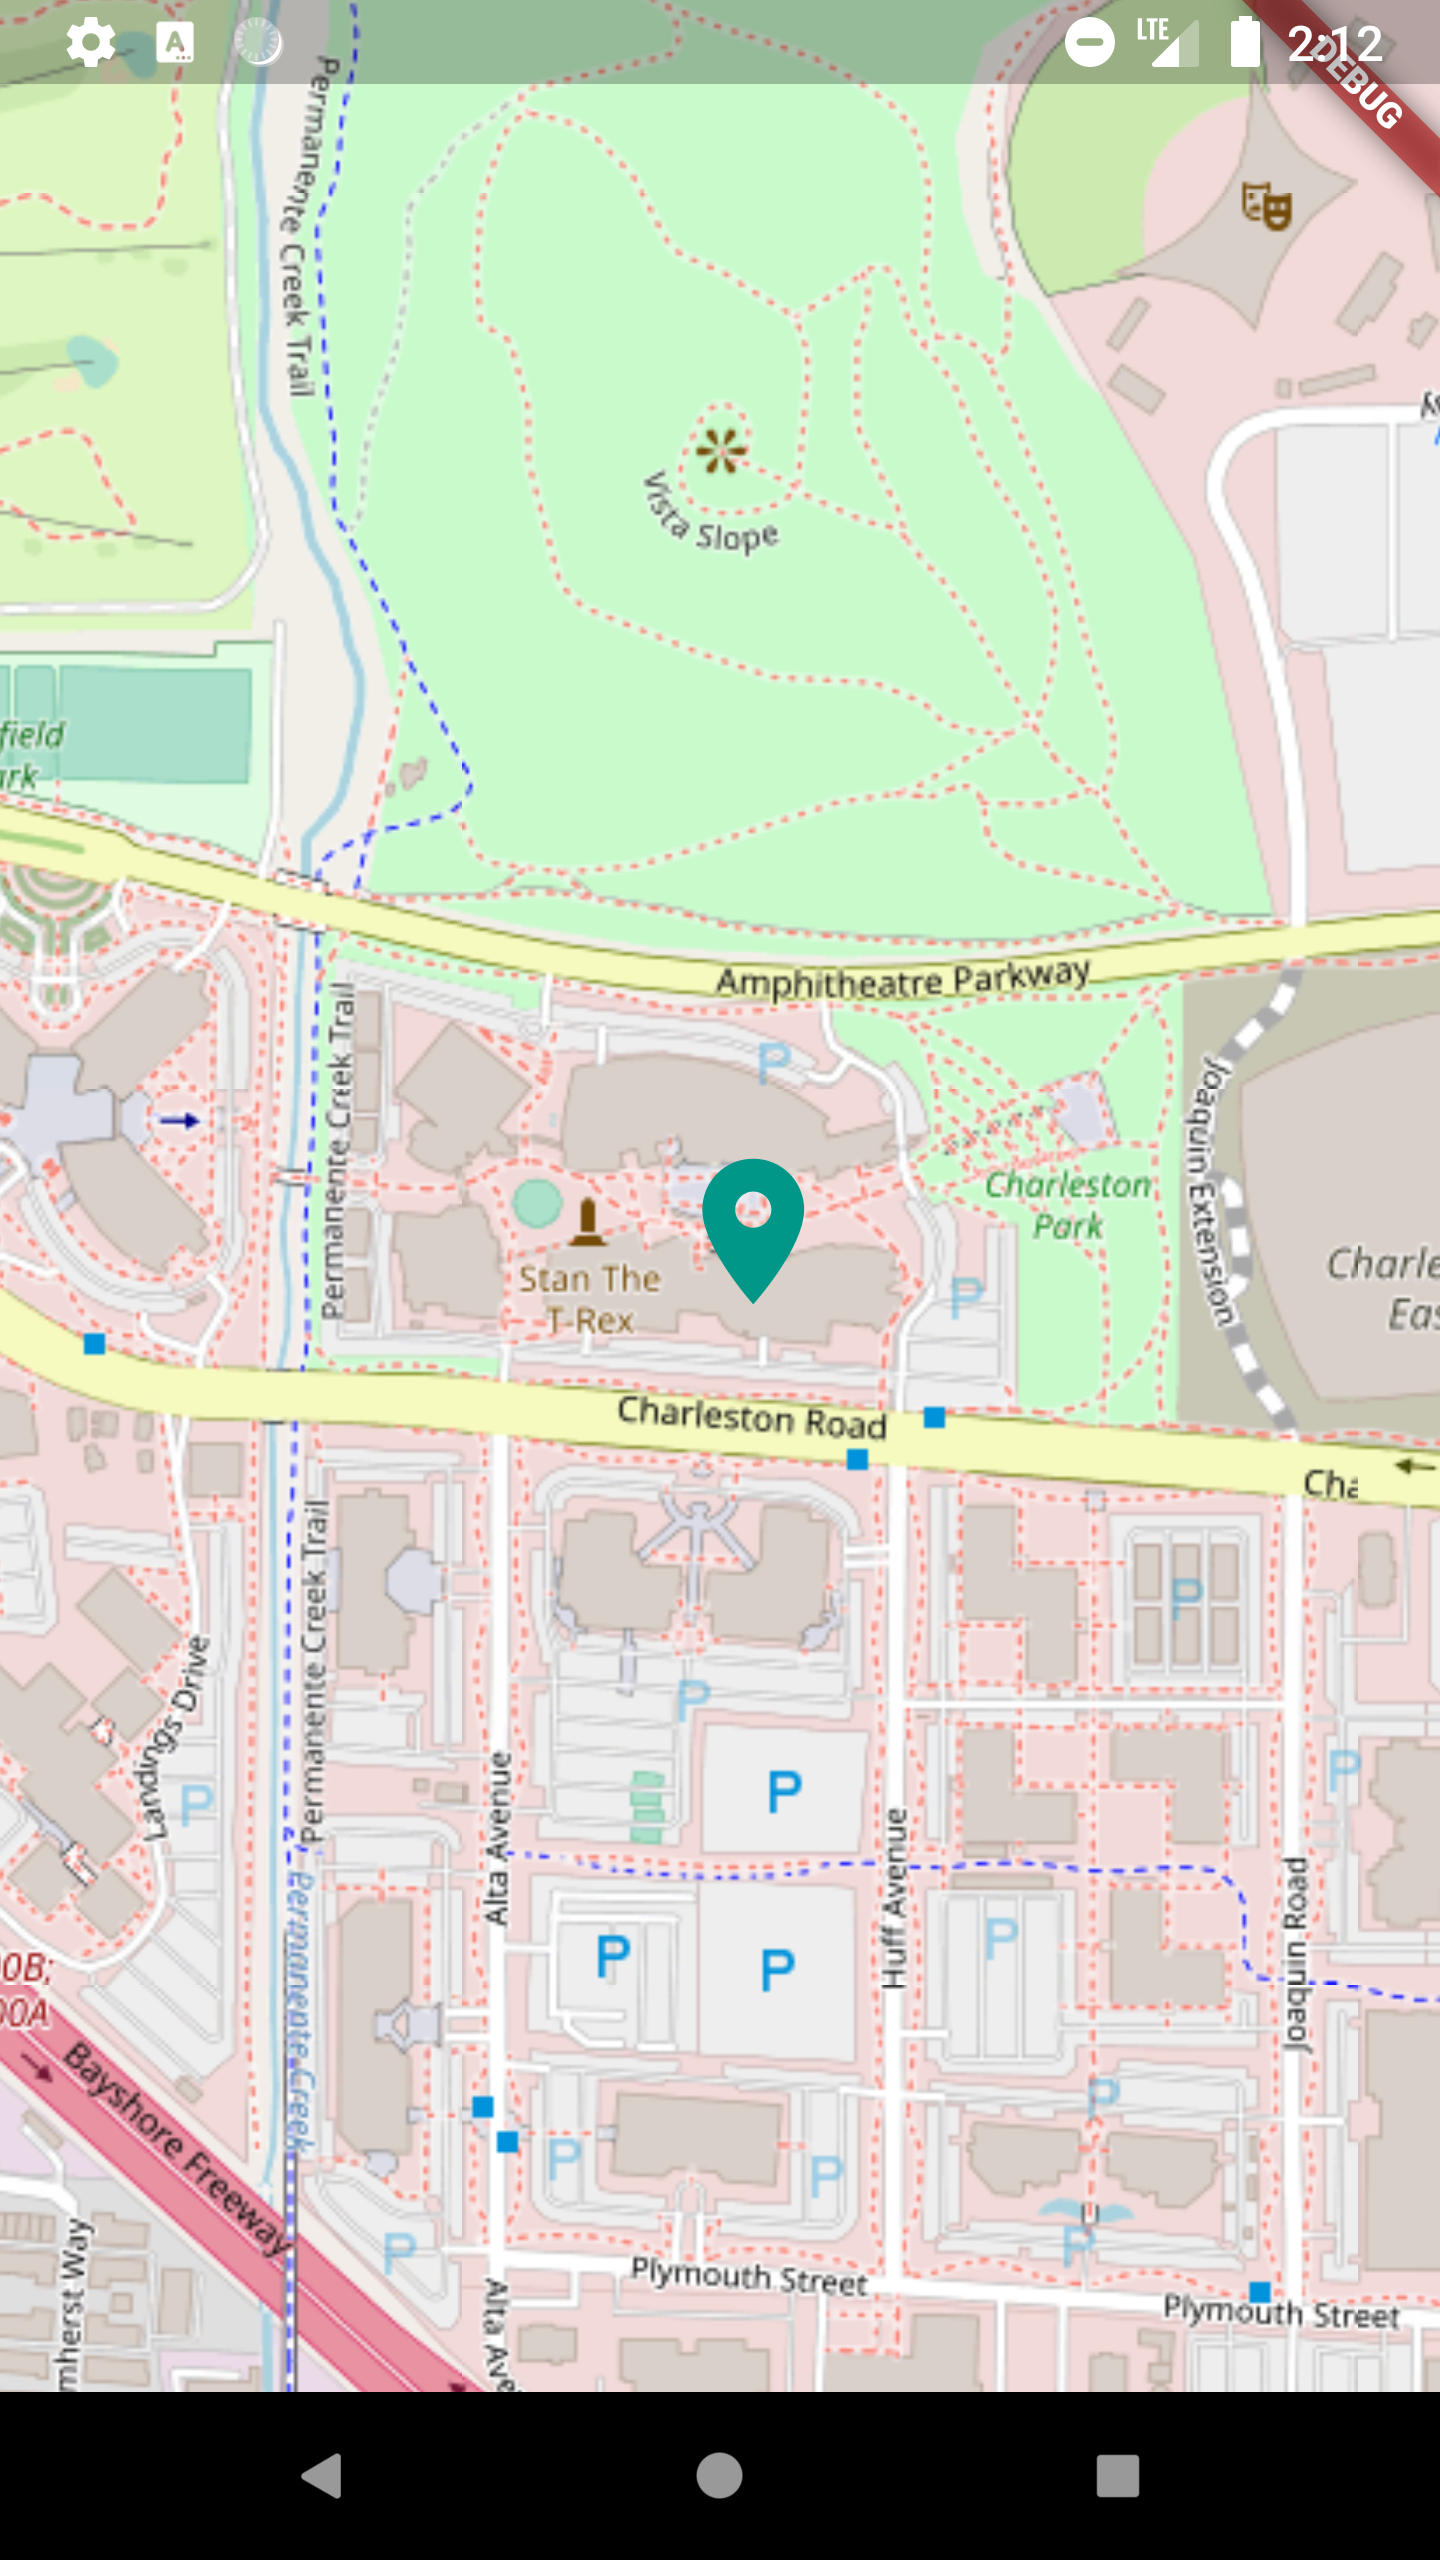 A
LTE
2:12
DEBUG
Permanente Creek Trail
Vista Slope
field
ark
Amphitheatre Parkway
Permanente Creek Trail
Joaquin Extension
Charleston
Park
Stan The
T-Rex
Charle
Eas
P
P
Charleston Road
Cha
Permanente Creek Trail
Landings Drive
P
P
P
P
P
Alta Avenue
Huff Avenue
Joaquin Road
Permanente Creek
P
P
P
00B;
00A
Bayshore Freeway
P
P
P
P
P
mherst Way
Alta Ave
Plymouth Street
Plymouth Street